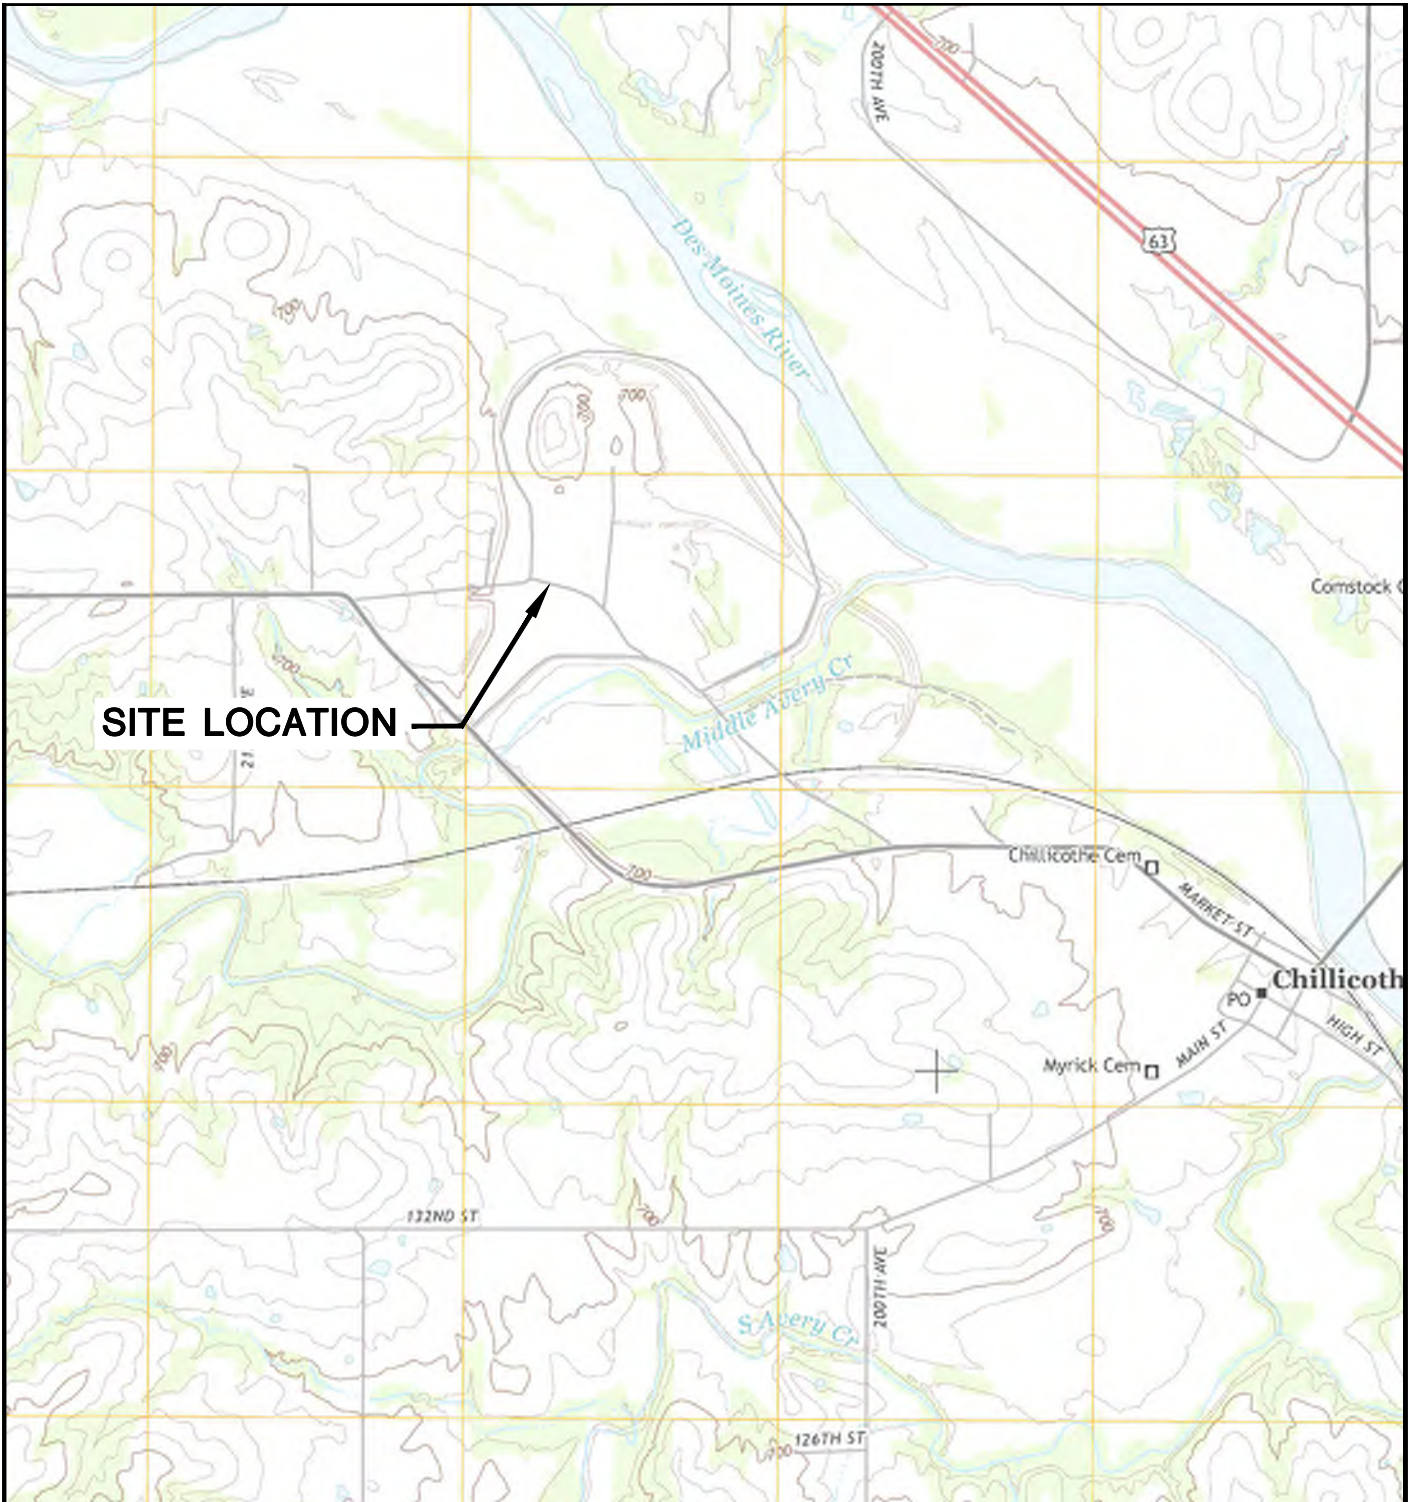 200TH AVE
700
63
Des Moines River
700
700
700
Comstock
700
SITE LOCATION
Middle Avery Cr
700
Chillicothe Cem
MARKET ST
Chillicoth
PO
HIGH ST
MAIN ST
Myrick Cem
700
132ND ST
700
700
200TH AVE
S Avery Cr
126TH ST
700